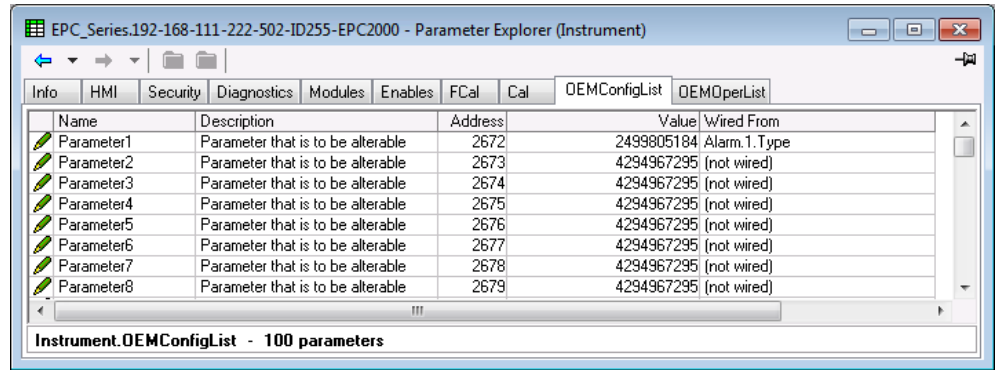 EPC_Series.192-168-111-222-502-ID255-EPC2000 - Parameter Explorer (Instrument)
Info HMI Security Diagnostics Modules Enables FCal Cal OEMConfigList OEMOperList
Name Description Address Value Wired From
Parameter1 Parameter that is to be alterable 2672 2499805184 Alarm.1.Type
Parameter2 Parameter that is to be alterable 2673 4294967295 (not wired)
Parameter3 Parameter that is to be alterable 2674 4294967295 (not wired)
Parameter4 Parameter that is to be alterable 2675 4294967295 (not wired)
Parameter5 Parameter that is to be alterable 2676 4294967295 (not wired)
Parameter6 Parameter that is to be alterable 2677 4294967295 (not wired)
Parameter7 Parameter that is to be alterable 2678 4294967295 (not wired)
Parameter8 Parameter that is to be alterable 2679 4294967295 (not wired)
Instrument.OEMConfigList - 100 parameters